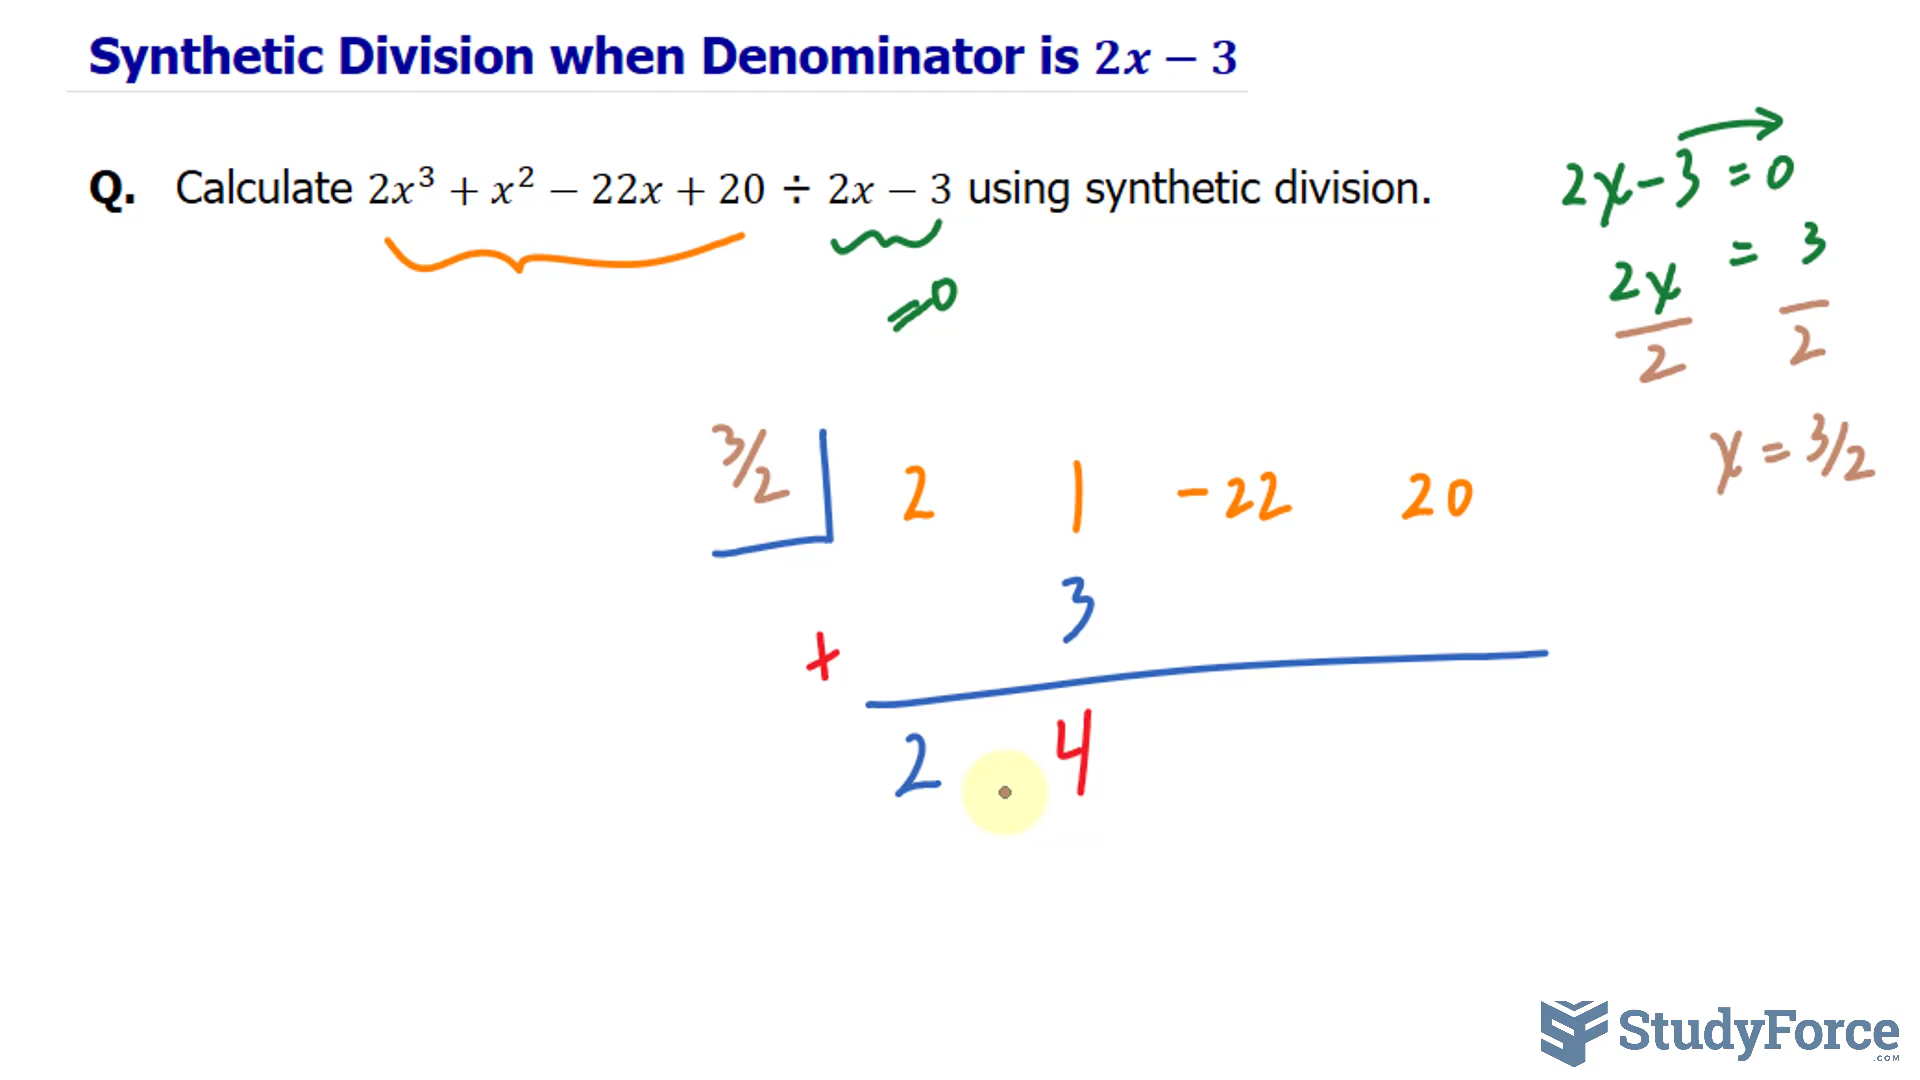 Synthetic Division when Denominator is 2x − 3
Q. Calculate 2x³ + x² − 22x + 20 ÷ 2x − 3 using synthetic division.
=0
2x-3 = 0
2x = 3
2 2
x = 3/2
3/2 2 1 -22 20
3
+
2 4
StudyForce
.COM